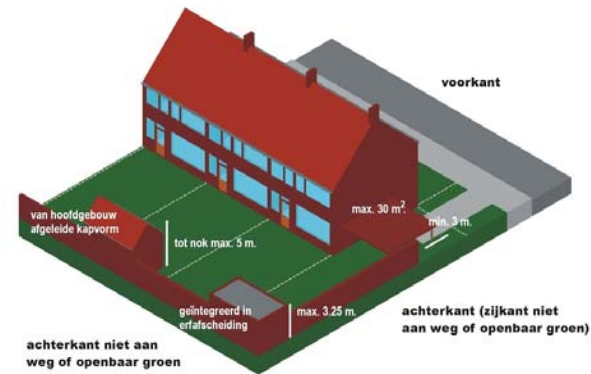 voorkant
max. 30 m².
min. 3 m.
van hoofdgebouw
afgeleide kapvorm
tot nok max. 5 m.
geïntegreerd in
erfafscheiding
max. 3.25 m.
achterkant (zijkant niet
aan weg of openbaar groen)
achterkant niet aan
weg of openbaar groen